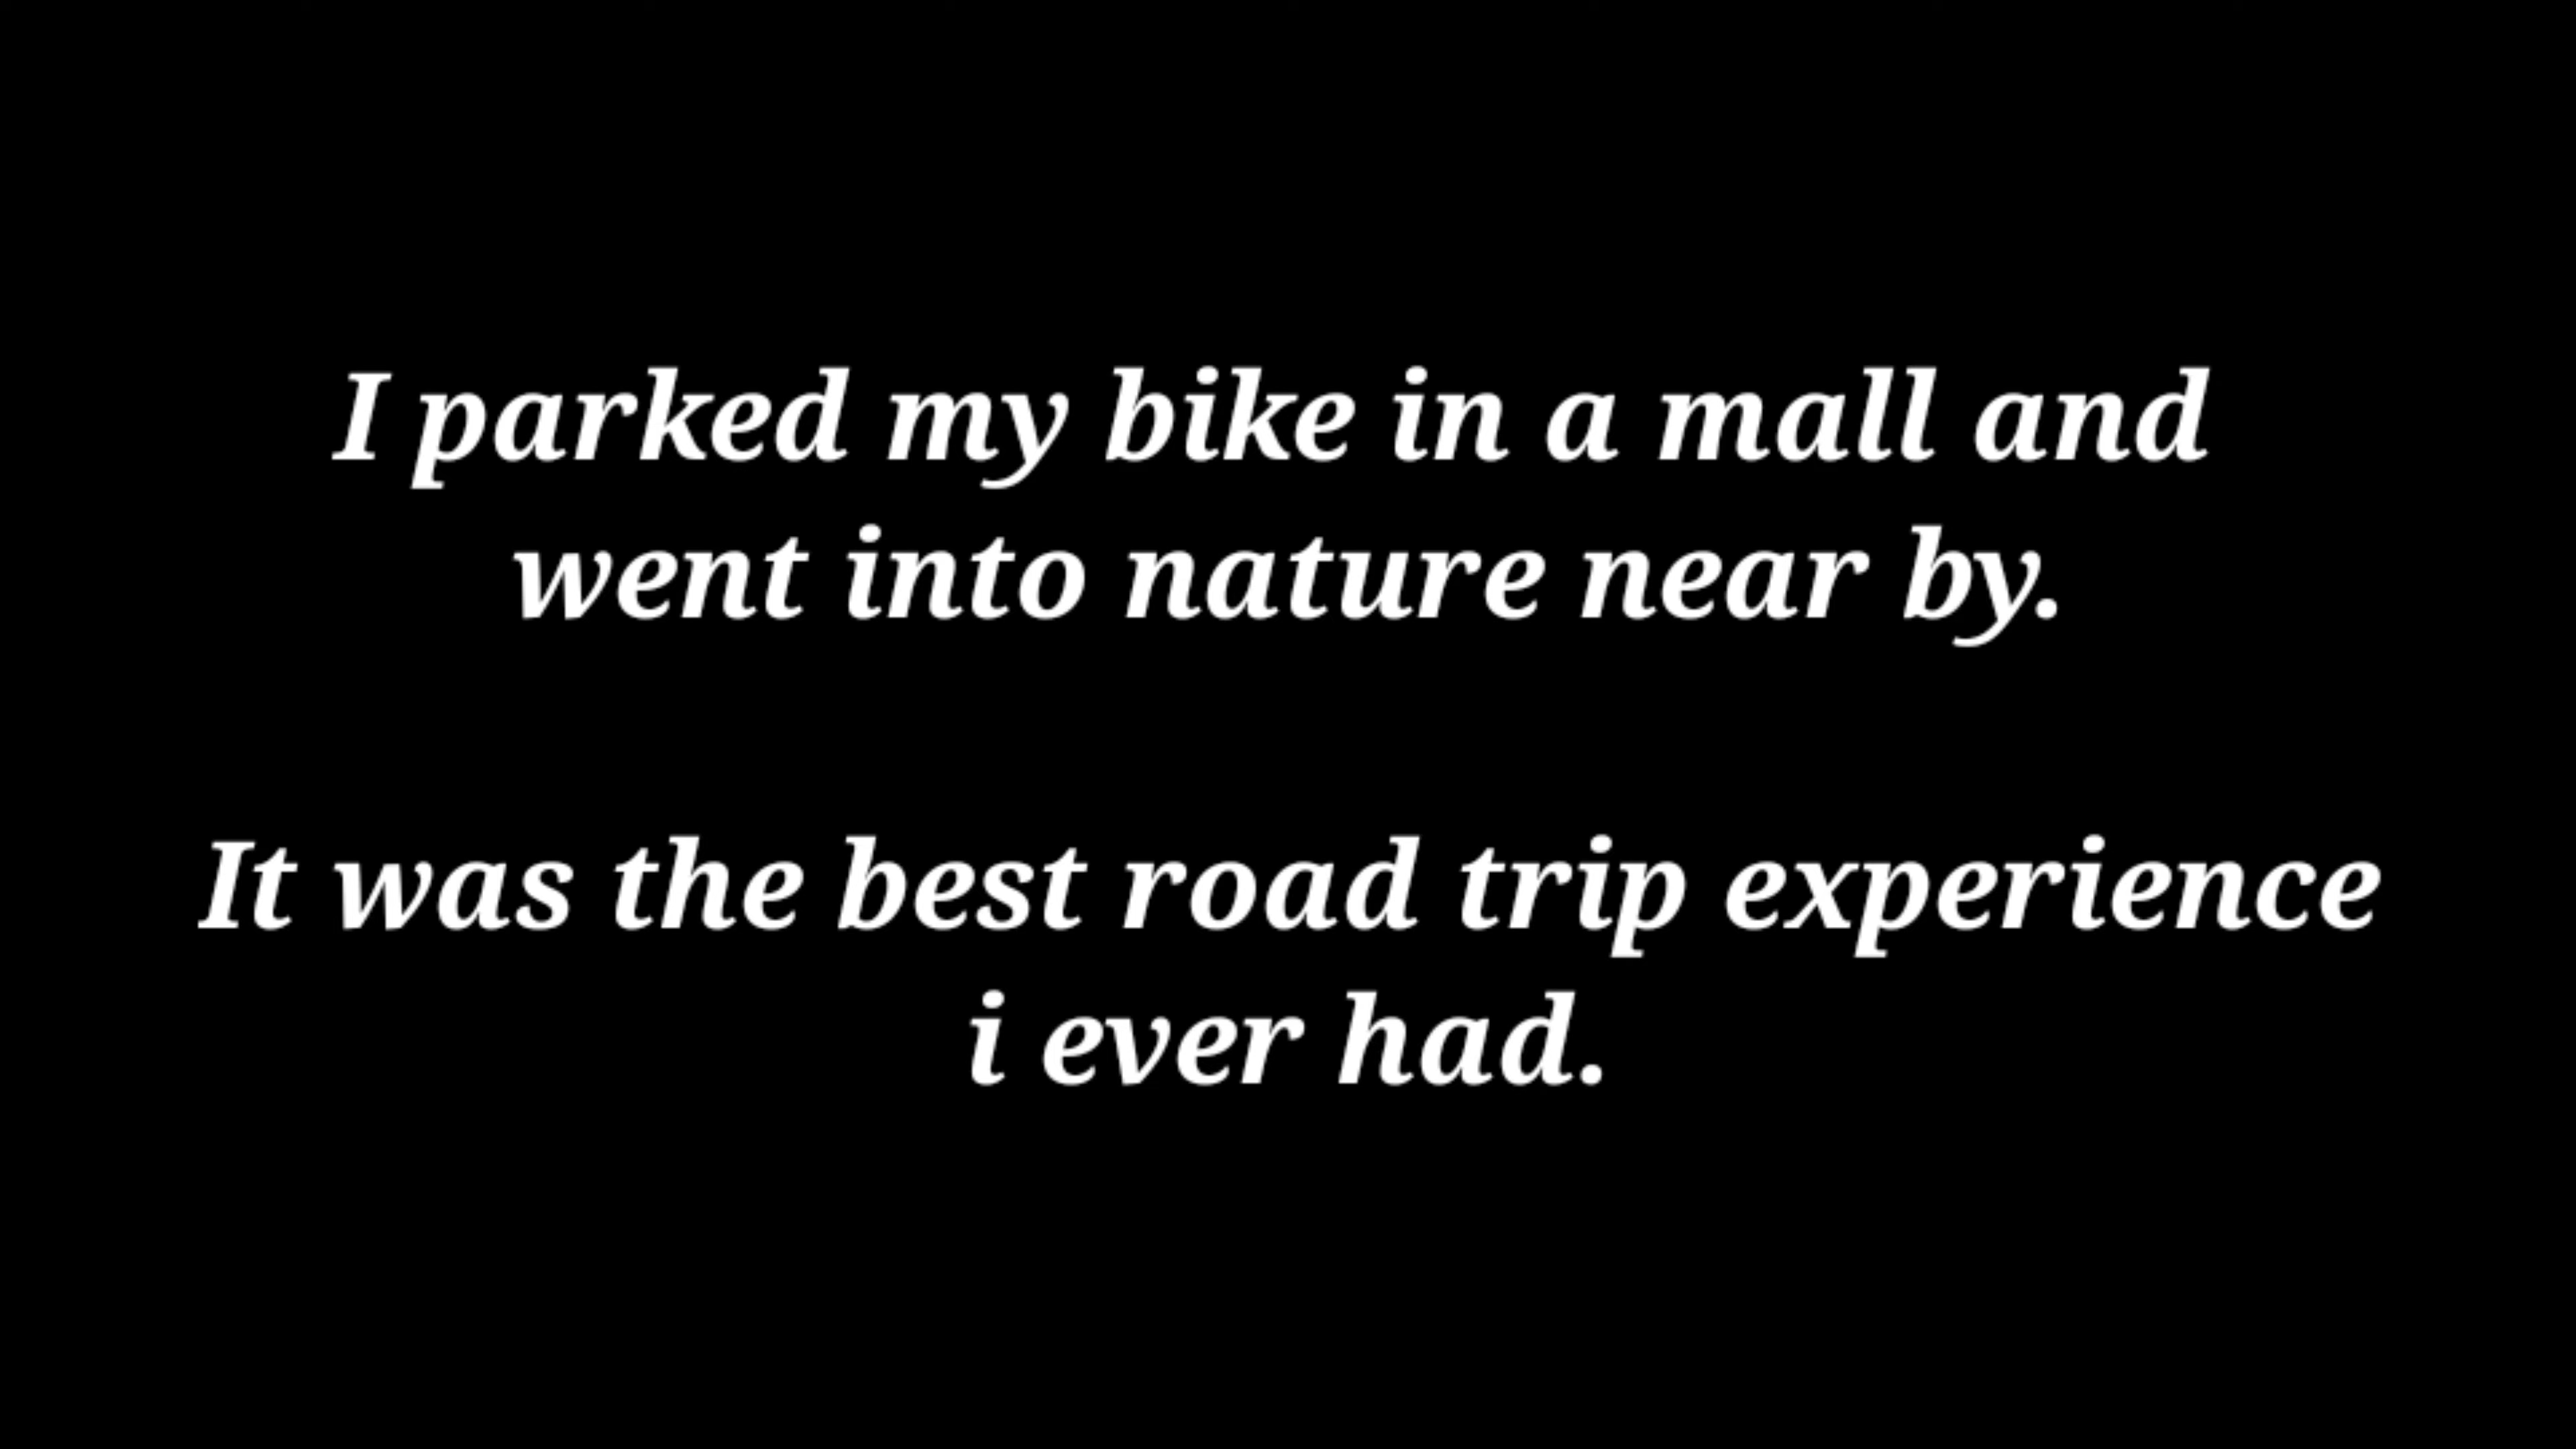 I parked my bike in a mall and
went into nature near by.
It was the best road trip experience
i ever had.